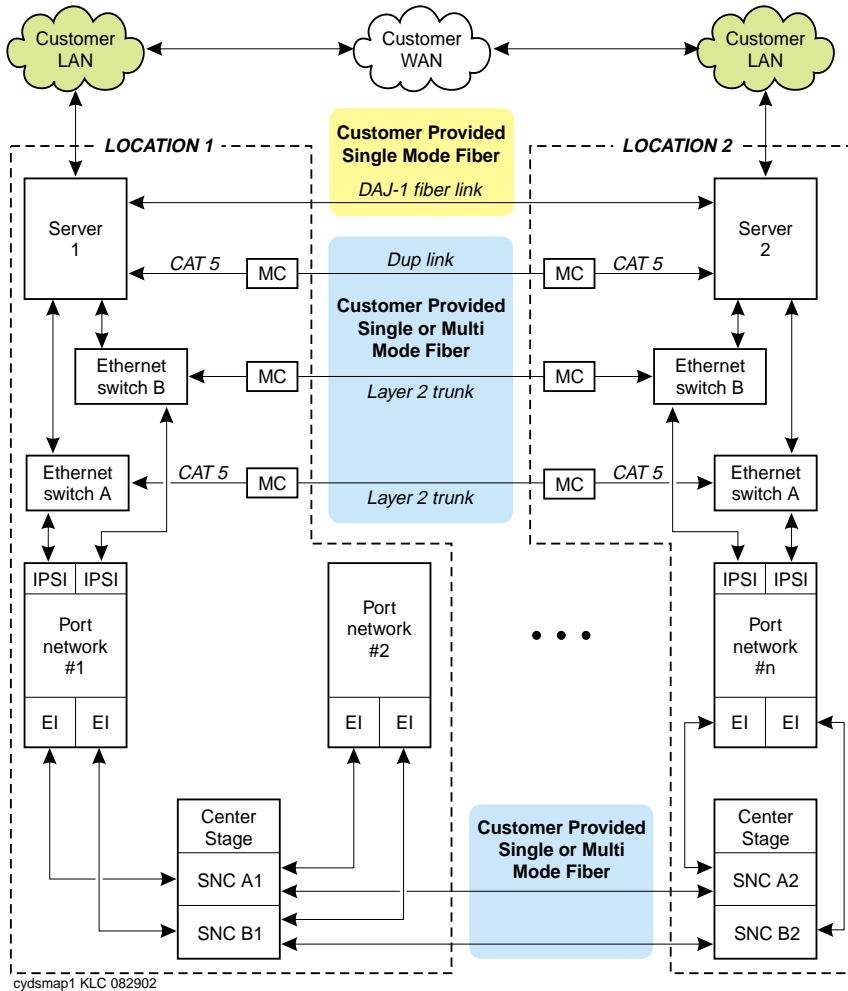 Customer
LAN
Customer
WAN
Customer
LAN
LOCATION 1
Customer Provided
Single Mode Fiber
LOCATION 2
DAJ-1 fiber link
Server
1
Server
2
CAT 5
MC
Dup link
MC
CAT 5
Customer Provided
Single or Multi
Mode Fiber
Ethernet
switch B
MC
MC
Ethernet
switch B
Layer 2 trunk
Ethernet
switch A
CAT 5
MC
MC
CAT 5
Ethernet
switch A
Layer 2 trunk
IPSI
IPSI
Port
network
#1
EI
EI
Port
network
#2
EI
EI
• • •
IPSI
IPSI
Port
network
#n
EI
EI
Center
Stage
SNC A1
SNC B1
Customer Provided
Single or Multi
Mode Fiber
Center
Stage
SNC A2
SNC B2
cydsmap1 KLC 082902